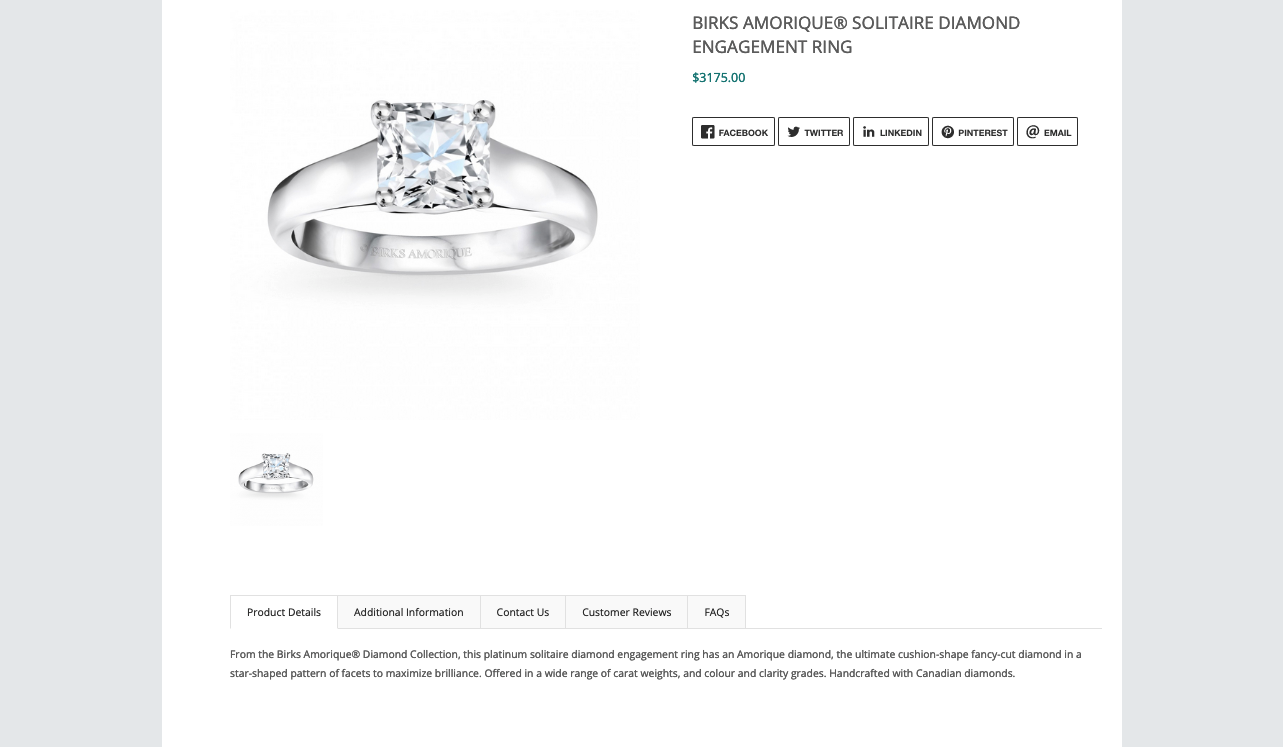 BIRKS AMORIQUE® SOLITAIRE DIAMOND
ENGAGEMENT RING
$3175.00
FACEBOOK
TWITTER
LINKEDIN
PINTEREST
EMAIL
BIRKS AMORIQUE
Product Details
Additional Information
Contact Us
Customer Reviews
FAQs
From the Birks Amorique® Diamond Collection, this platinum solitaire diamond engagement ring has an Amorique diamond, the ultimate cushion-shape fancy-cut diamond in a
star-shaped pattern of facets to maximize brilliance. Offered in a wide range of carat weights, and colour and clarity grades. Handcrafted with Canadian diamonds.